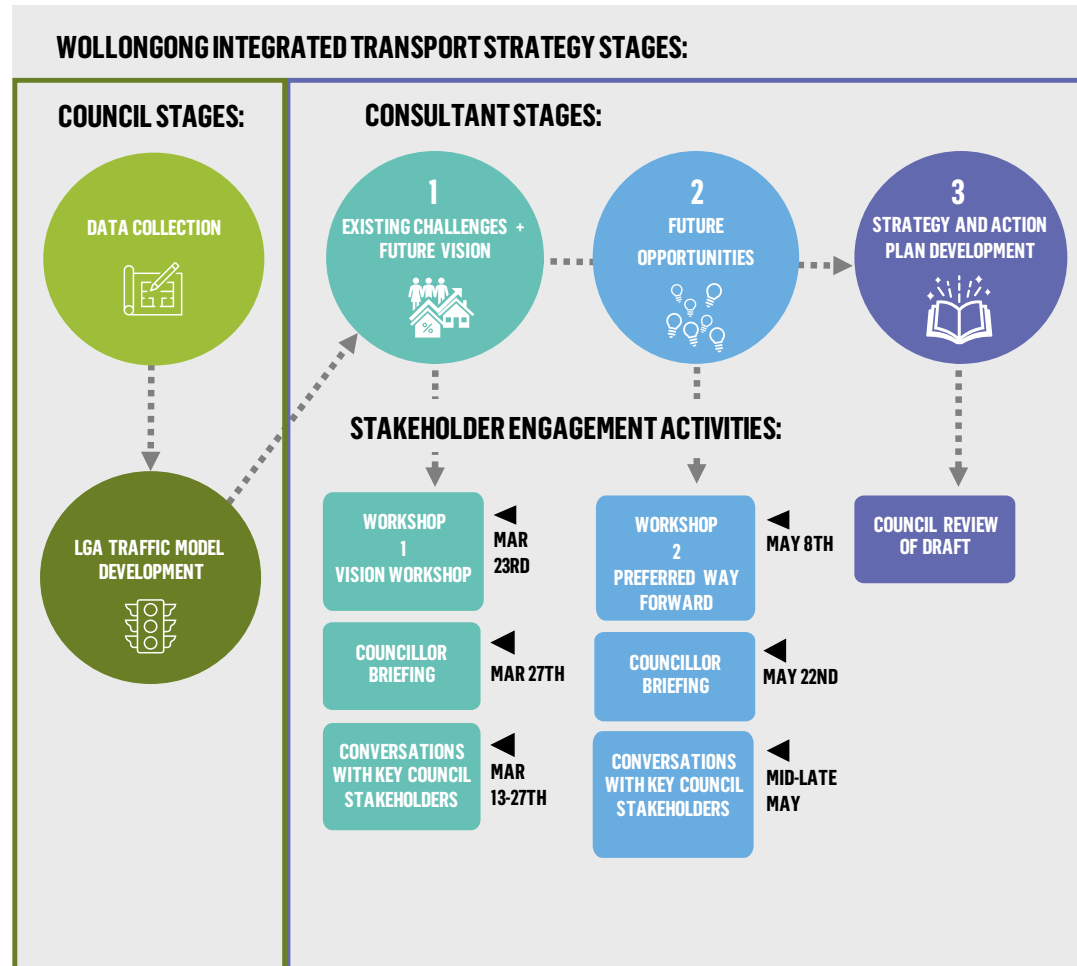 WOLLONGONG INTEGRATED TRANSPORT STRATEGY STAGES:
COUNCIL STAGES:
DATA COLLECTION
LGA TRAFFIC MODEL
DEVELOPMENT
CONSULTANT STAGES:
1
EXISTING CHALLENGES +
FUTURE VISION
%
2
FUTURE
OPPORTUNITIES
3
STRATEGY AND ACTION
PLAN DEVELOPMENT
STAKEHOLDER ENGAGEMENT ACTIVITIES:
WORKSHOP
1
VISION WORKSHOP
MAR
23RD
COUNCILLOR
BRIEFING
MAR 27TH
CONVERSATIONS
WITH KEY COUNCIL
STAKEHOLDERS
MAR
13-27TH
WORKSHOP
2
PREFERRED WAY
FORWARD
MAY 8TH
COUNCILLOR
BRIEFING
MAY 22ND
CONVERSATIONS
WITH KEY COUNCIL
STAKEHOLDERS
MID-LATE
MAY
COUNCIL REVIEW
OF DRAFT